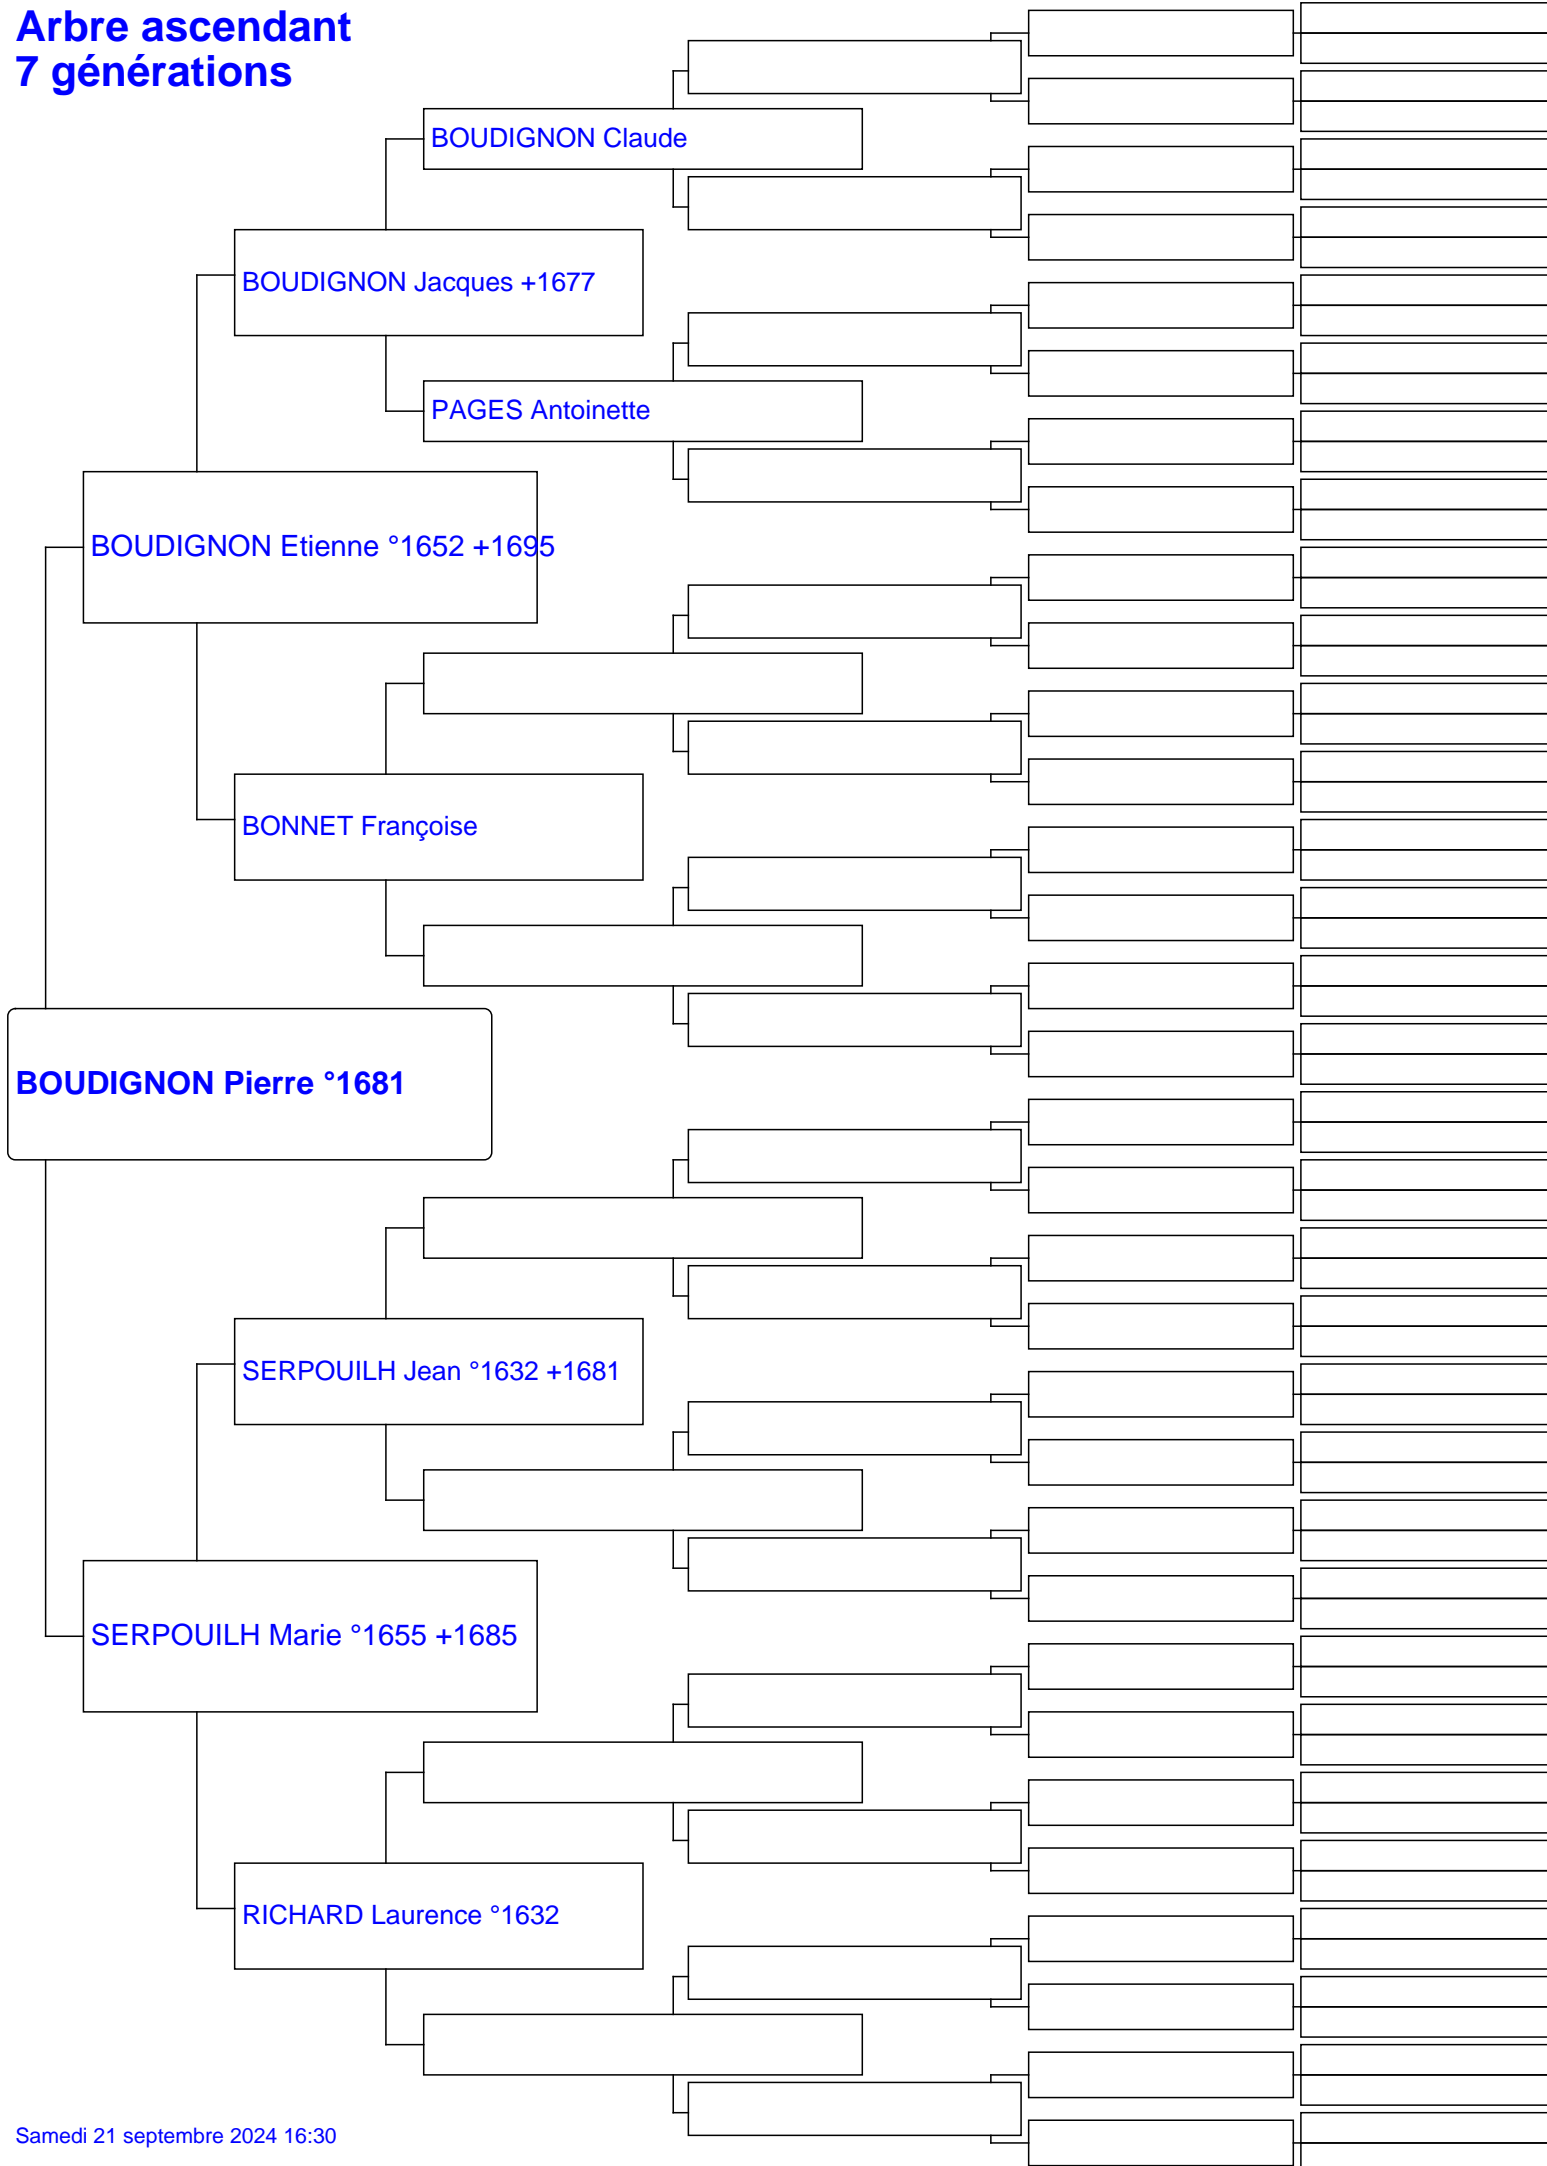 Arbre ascendant
7 générations
BOUDIGNON Claude
BOUDIGNON Jacques +1677
PAGES Antoinette
BOUDIGNON Etienne °1652 +1695
BONNET Françoise
BOUDIGNON Pierre °1681
SERPOUILH Jean °1632 +1681
SERPOUILH Marie °1655 +1685
RICHARD Laurence °1632
Samedi 21 septembre 2024 16:30